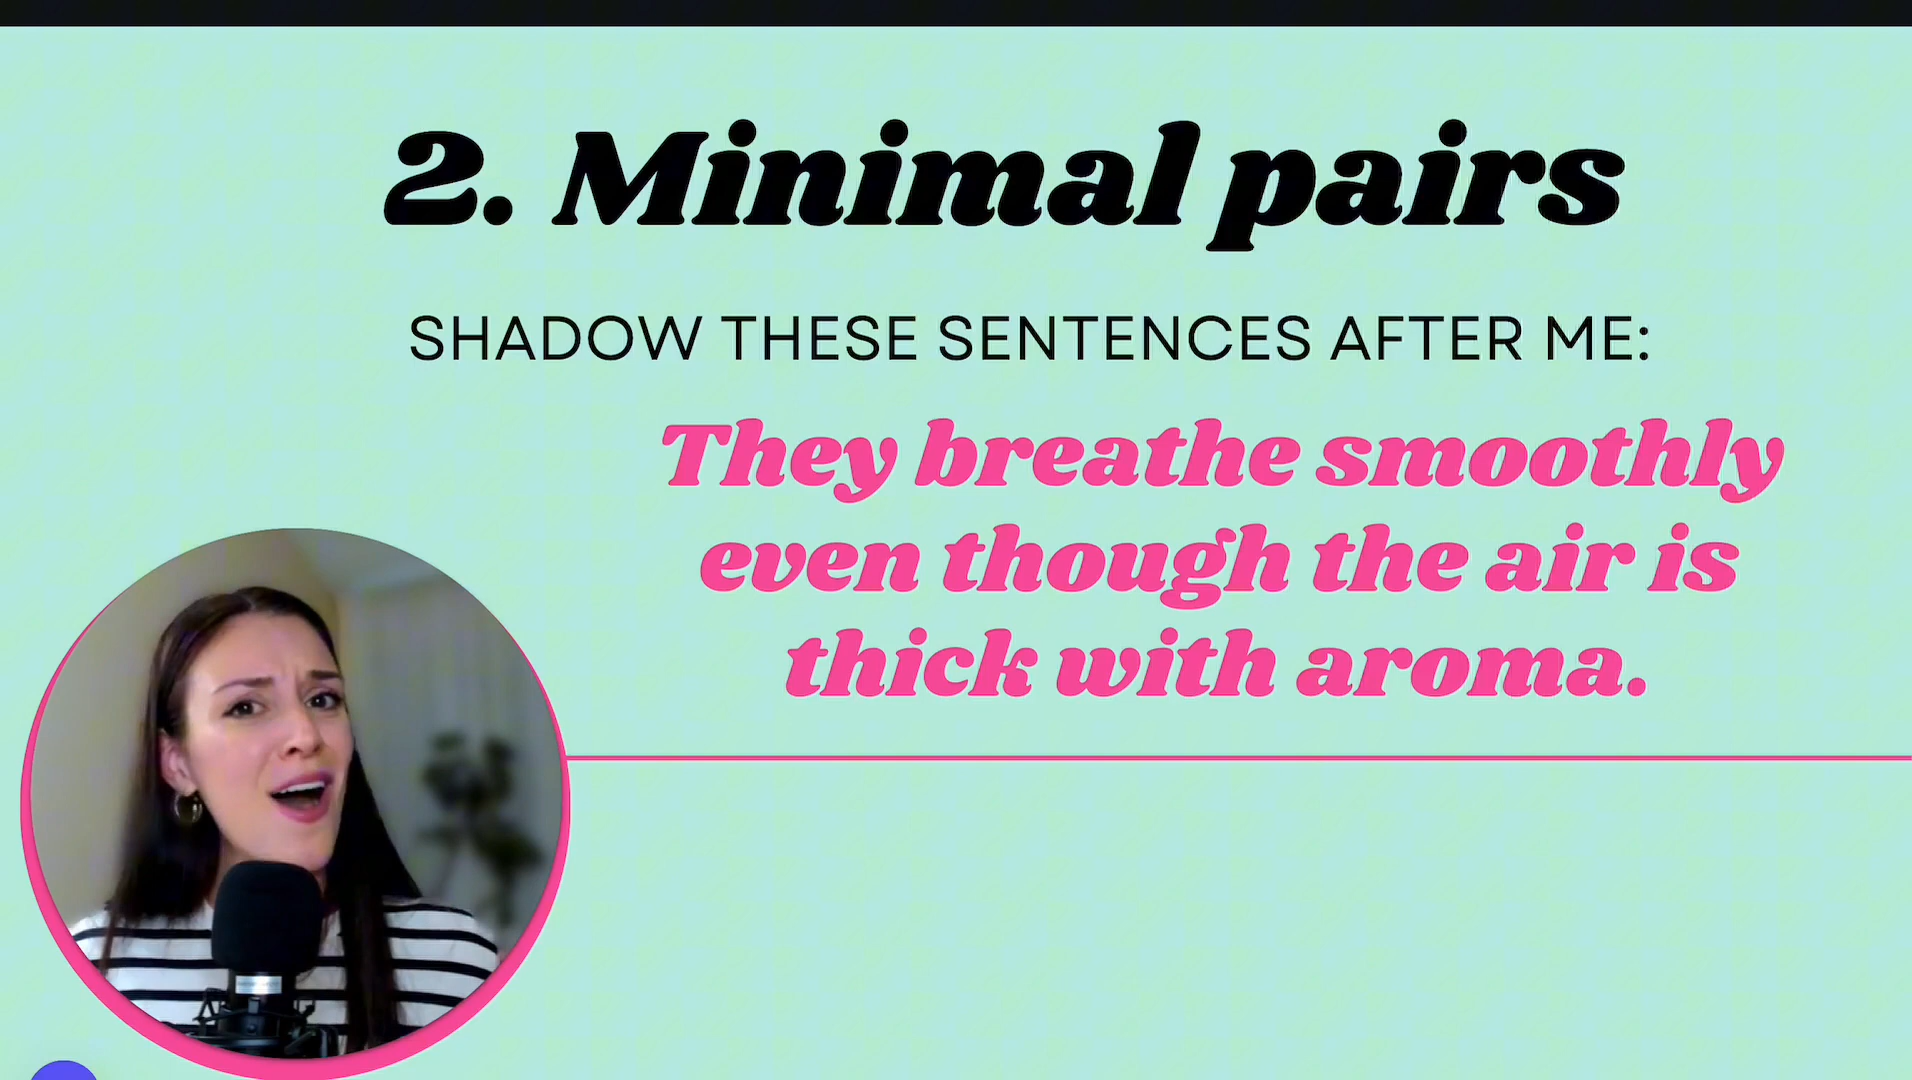 2. Minimal pairs
SHADOW THESE SENTENCES AFTER ME:
They breathe smoothly
even though the air is
thick with aroma.